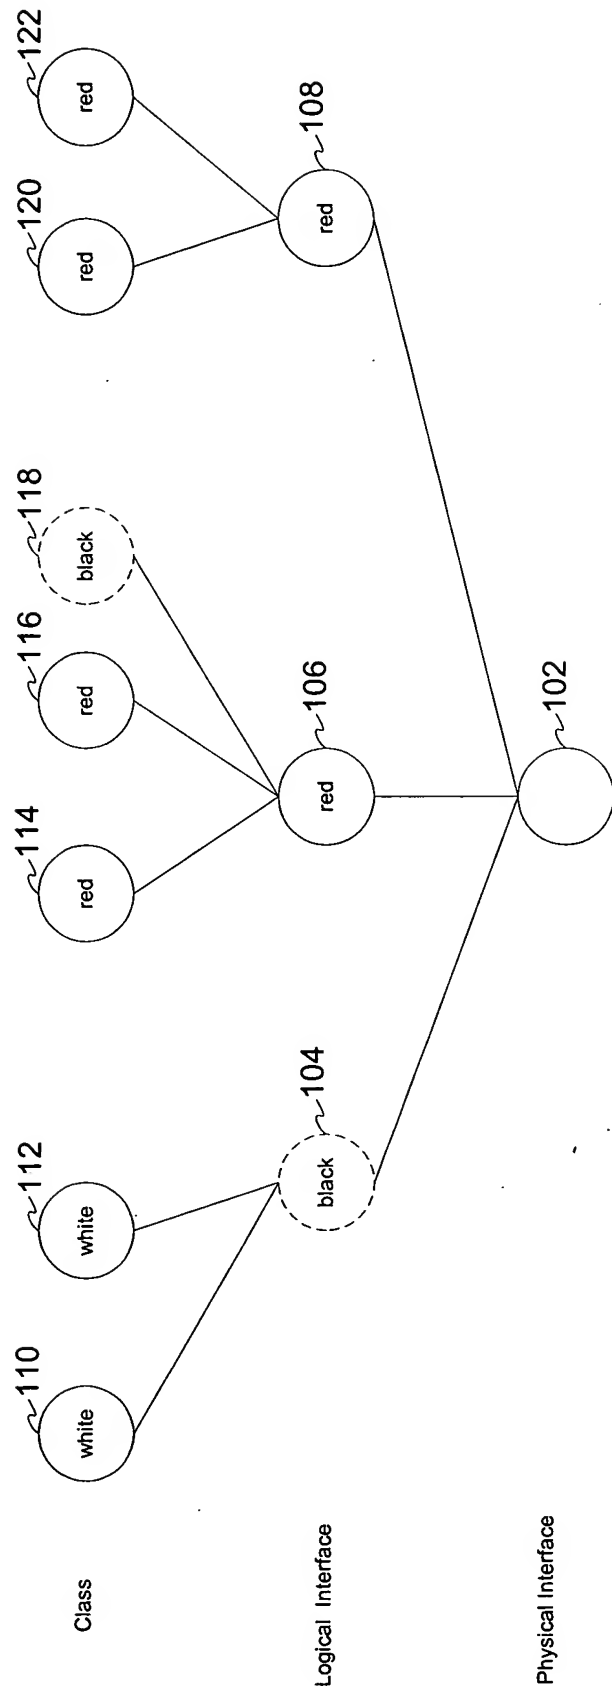 110
112
114
116
118
120
122
Class
white
white
red
red
black
red
red
104
106
108
Logical Interface
black
red
red
102
Physical Interface